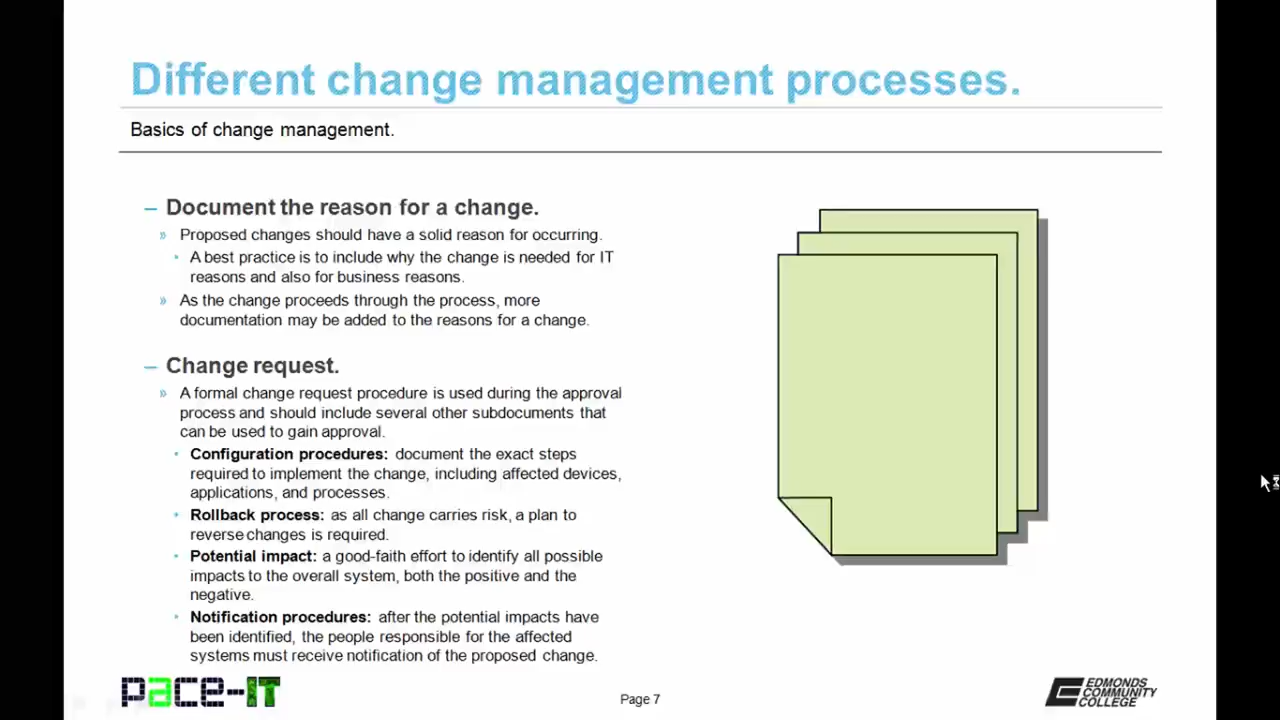 Different change management processes.
Basics of change management.
– Document the reason for a change.
» Proposed changes should have a solid reason for occurring.
• A best practice is to include why the change is needed for IT
reasons and also for business reasons.
» As the change proceeds through the process, more
documentation may be added to the reasons for a change.
– Change request.
» A formal change request procedure is used during the approval
process and should include several other subdocuments that
can be used to gain approval.
• Configuration procedures: document the exact steps
required to implement the change, including affected devices,
applications, and processes.
• Rollback process: as all change carries risk, a plan to
reverse changes is required.
• Potential impact: a good-faith effort to identify all possible
impacts to the overall system, both the positive and the
negative.
• Notification procedures: after the potential impacts have
been identified, the people responsible for the affected
systems must receive notification of the proposed change.
PACE-IT
Page 7
EDMONDS
COMMUNITY
COLLEGE